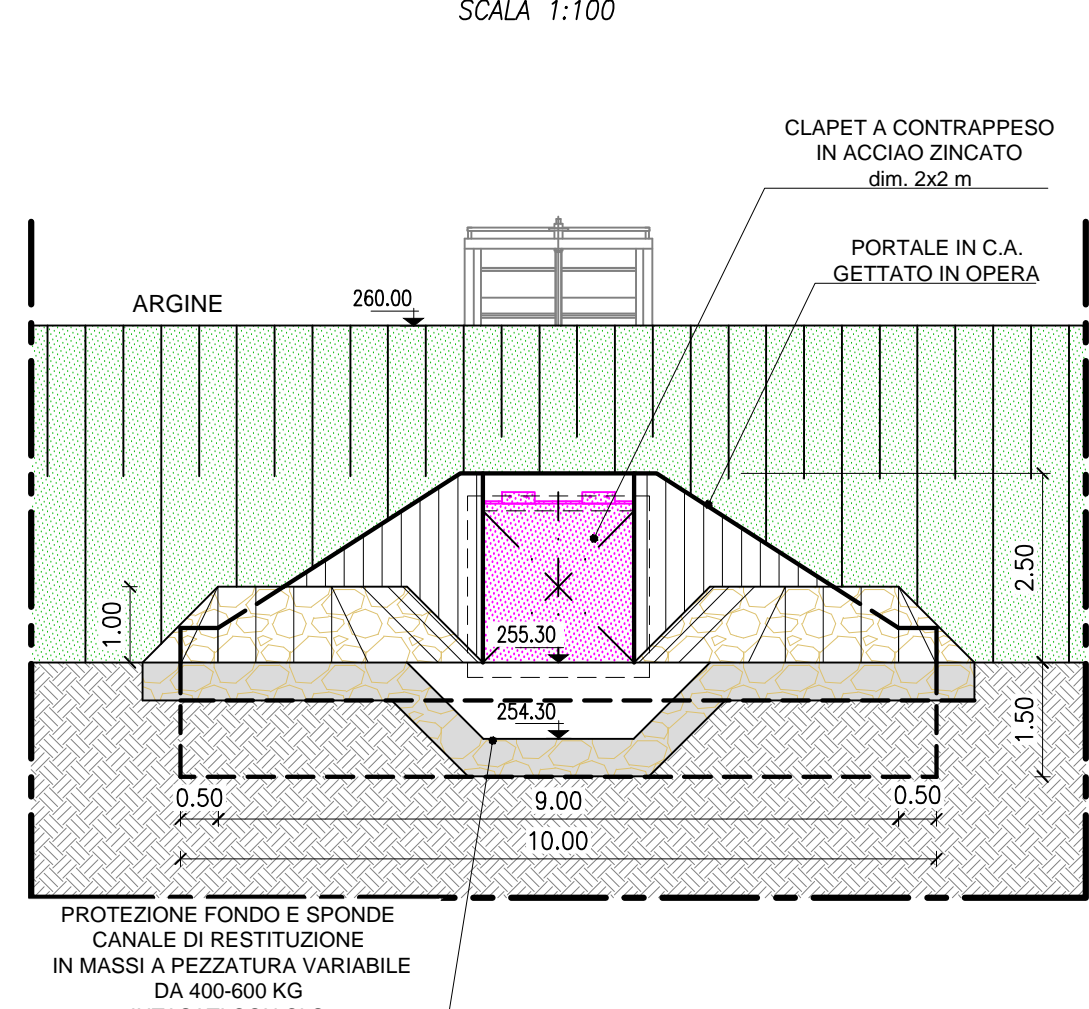 SCALA 1:100
CLAPET A CONTRAPPESO
IN ACCIAO ZINCATO
dim. 2x2 m
PORTALE IN C.A.
GETTATO IN OPERA
ARGINE
260.00
2.50
1.00
255.30
254.30
1.50
0.50
9.00
0.50
10.00
PROTEZIONE FONDO E SPONDE
CANALE DI RESTITUZIONE
IN MASSI A PEZZATURA VARIABILE
DA 400-600 KG